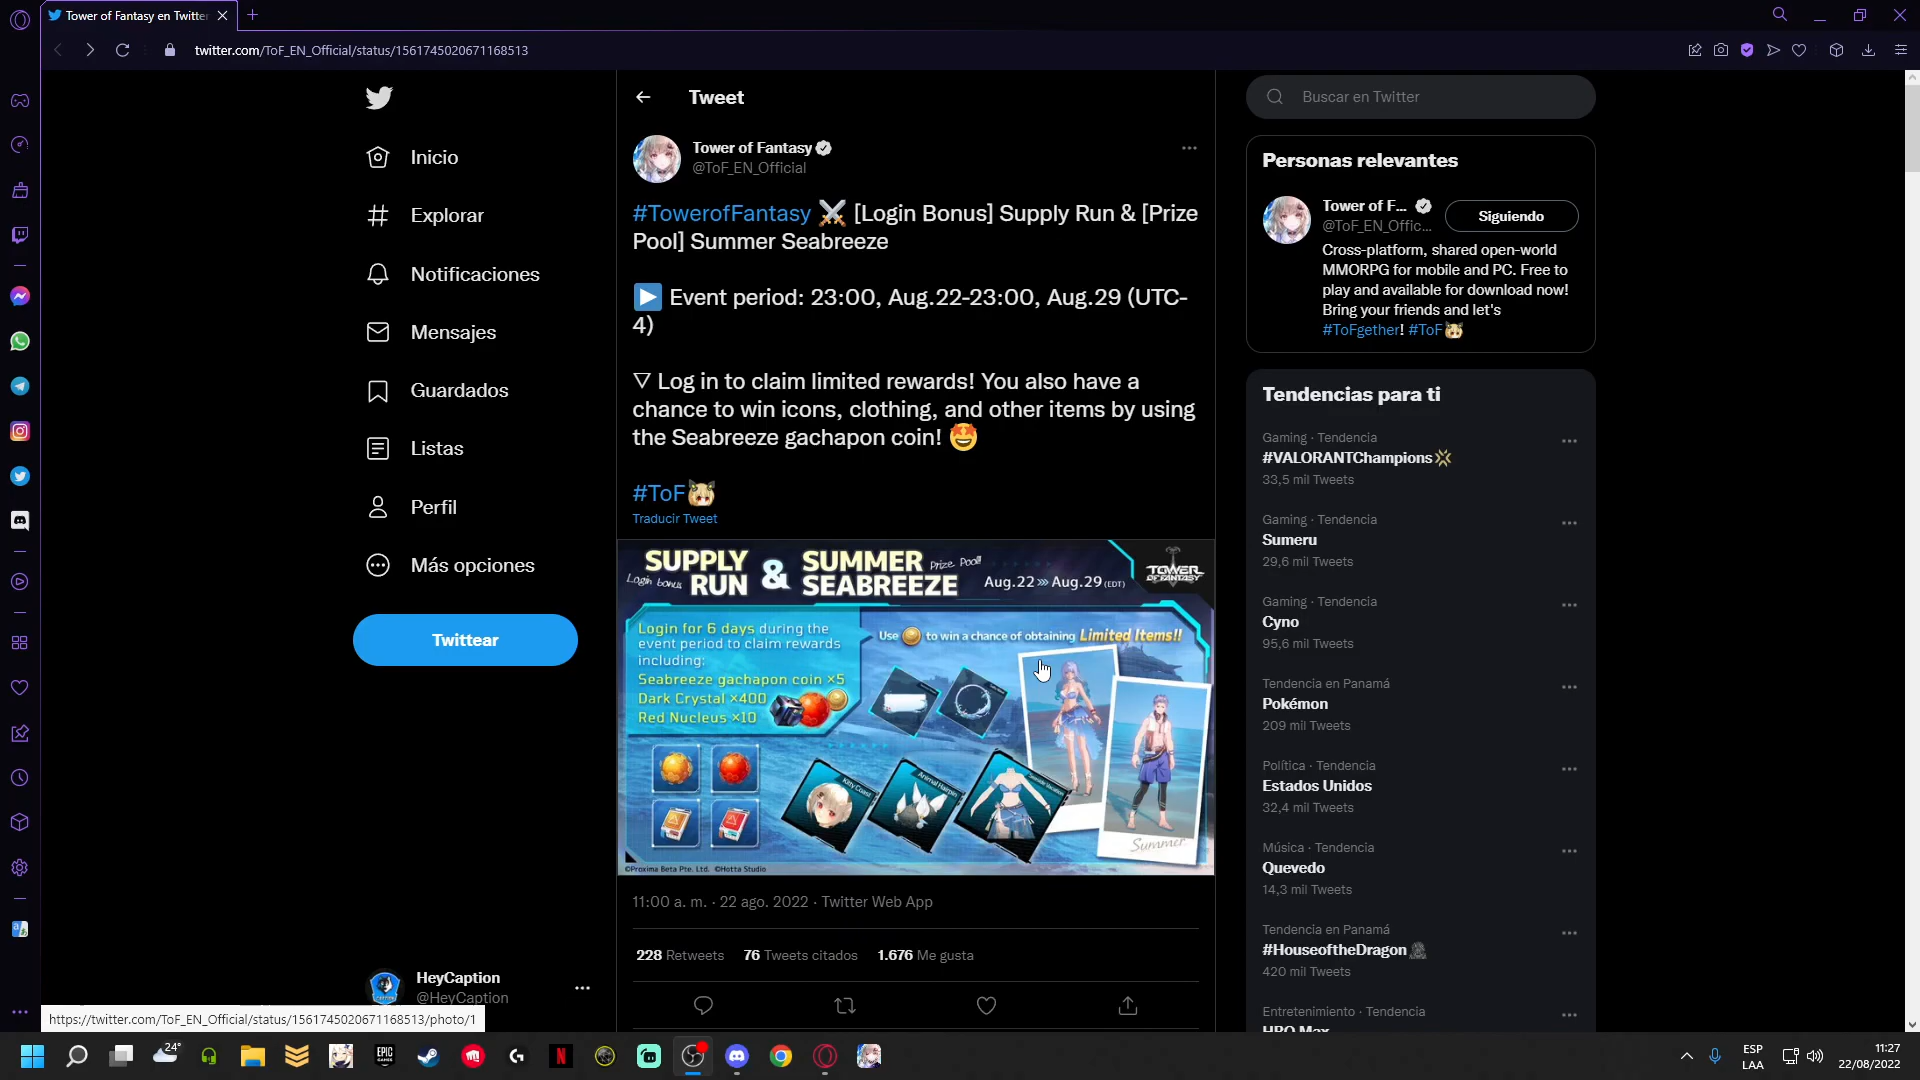 Tower of Fantasy en Twitte
twitter.com/ToF_EN_Official/status/1561745020671168513
Inicio
Explorar
Notificaciones
Mensajes
Guardados
Listas
Perfil
Más opciones
Twittear
HeyCaption
@HeyCaption
https://twitter.com/ToF_EN_Official/status/1561745020671168513/photo/1
Tweet
Tower of Fantasy
@ToF_EN_Official
#TowerofFantasy ⚔️ [Login Bonus] Supply Run & [Prize
Pool] Summer Seabreeze
▶️ Event period: 23:00, Aug.22-23:00, Aug.29 (UTC-
4)
▽ Log in to claim limited rewards! You also have a
chance to win icons, clothing, and other items by using
the Seabreeze gachapon coin! 🤩
#ToF
Traducir Tweet
Login bonus
SUPPLY
RUN
&
SUMMER
SEABREEZE
Prize Pool!
Aug.22 » Aug.29 (EDT)
TOWER
OF FANTASY
Login for 6 days during the
event period to claim rewards
including:
Seabreeze gachapon coin ×5
Dark Crystal ×400
Red Nucleus ×10
Use to win a chance of obtaining Limited Items!!
Kitty Coast
Animal Hairpin
Summer
©Proxima Beta Pte. Ltd. ©Hotta Studio
11:00 a. m. · 22 ago. 2022 · Twitter Web App
228 Retweets 76 Tweets citados 1.676 Me gusta
Buscar en Twitter
Personas relevantes
Tower of F...
@ToF_EN_Offic...
Siguiendo
Cross-platform, shared open-world
MMORPG for mobile and PC. Free to
play and available for download now!
Bring your friends and let's
#ToFgether! #ToF
Tendencias para ti
Gaming · Tendencia
#VALORANTChampions
33,5 mil Tweets
Gaming · Tendencia
Sumeru
29,6 mil Tweets
Gaming · Tendencia
Cyno
95,6 mil Tweets
Tendencia en Panamá
Pokémon
209 mil Tweets
Política · Tendencia
Estados Unidos
32,4 mil Tweets
Música · Tendencia
Quevedo
14,3 mil Tweets
Tendencia en Panamá
#HouseoftheDragon
420 mil Tweets
Entretenimiento · Tendencia
HBO Max
24°
EPIC
GAMES
ESP
LAA
11:27
22/08/2022